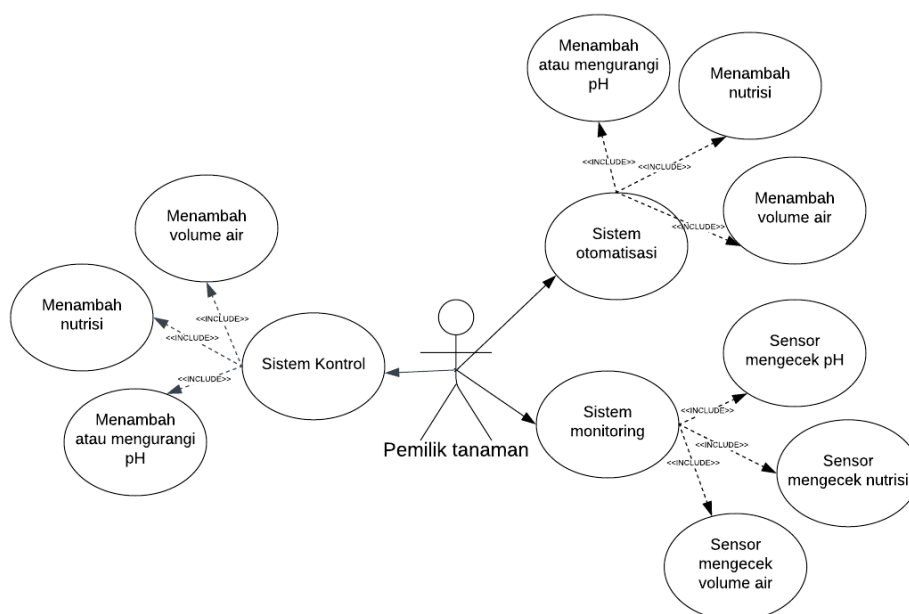 Menambah
atau mengurangi
pH
Menambah
nutrisi
<<INCLUDE>>
<<INCLUDE>>
Menambah
volume air
<<INCLUDE>>
Sistem
otomatisasi
Menambah
volume air
Menambah
nutrisi
<<INCLUDE>>
<<INCLUDE>>
<<INCLUDE>>
Sistem Kontrol
Menambah
atau mengurangi
pH
Pemilik tanaman
Sensor
mengecek pH
Sistem
monitoring
<<INCLUDE>>
<<INCLUDE>>
<<INCLUDE>>
Sensor
mengecek nutrisi
Sensor
mengecek
volume air